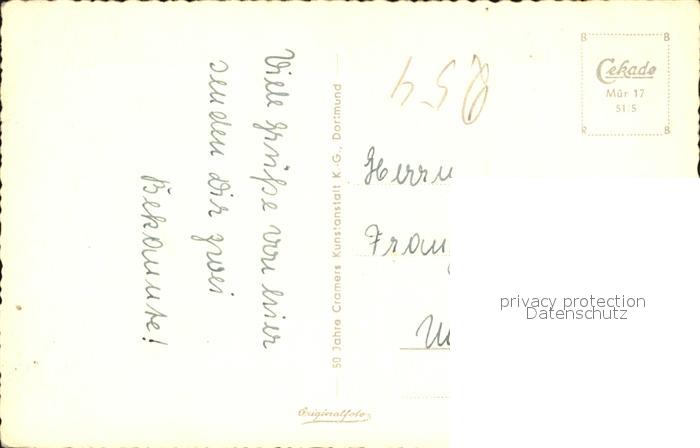 Viele Grüße von hier
senden Dir zwei
Bekannte!
50 Jahre Cramers Kunstanstalt K.-G., Dortmund
Originalfoto
B B
Cekade
Mür 17
51 5
R B
Herrn
Franz
privacy protection
Datenschutz